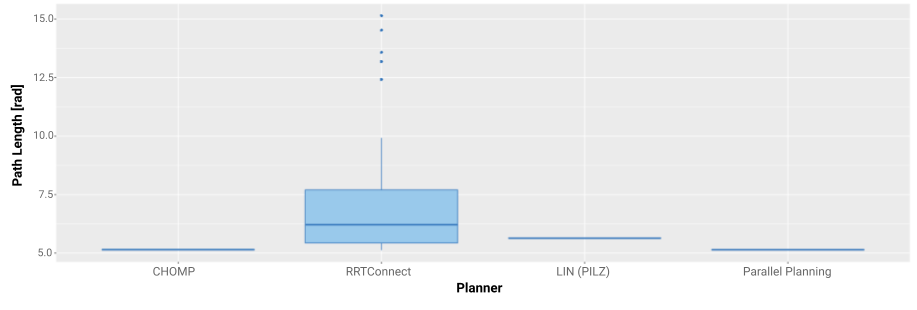 Path Length [rad]
15.0
12.5
10.0
7.5
5.0
CHOMP RRTConnect LIN (PILZ) Parallel Planning
Planner